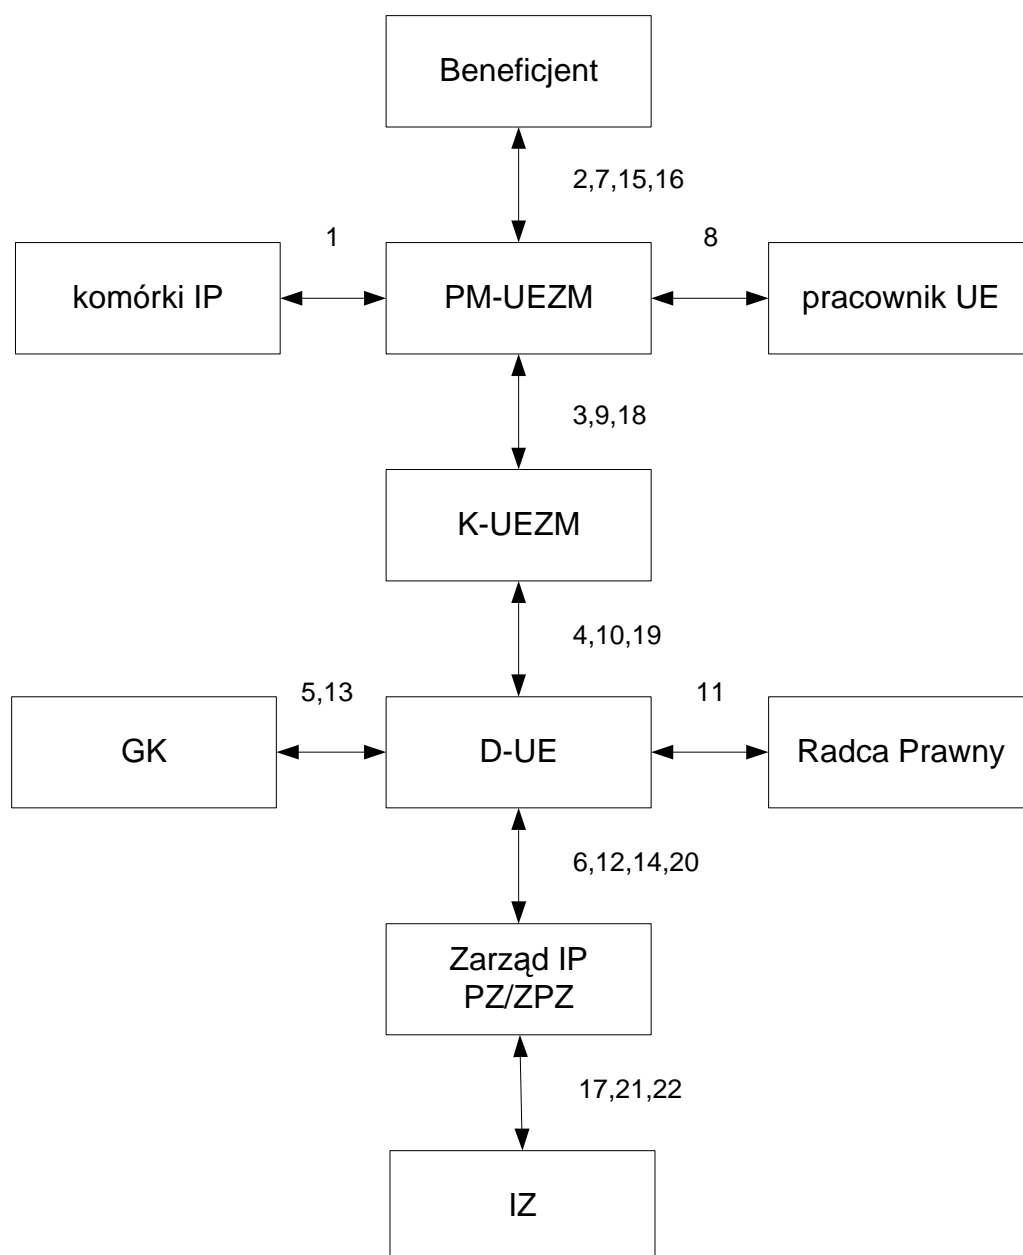 Beneficjent
2,7,15,16
1
8
komórki IP
PM-UEZM
pracownik UE
3,9,18
K-UEZM
4,10,19
5,13
11
GK
D-UE
Radca Prawny
6,12,14,20
Zarząd IP
PZ/ZPZ
17,21,22
IZ